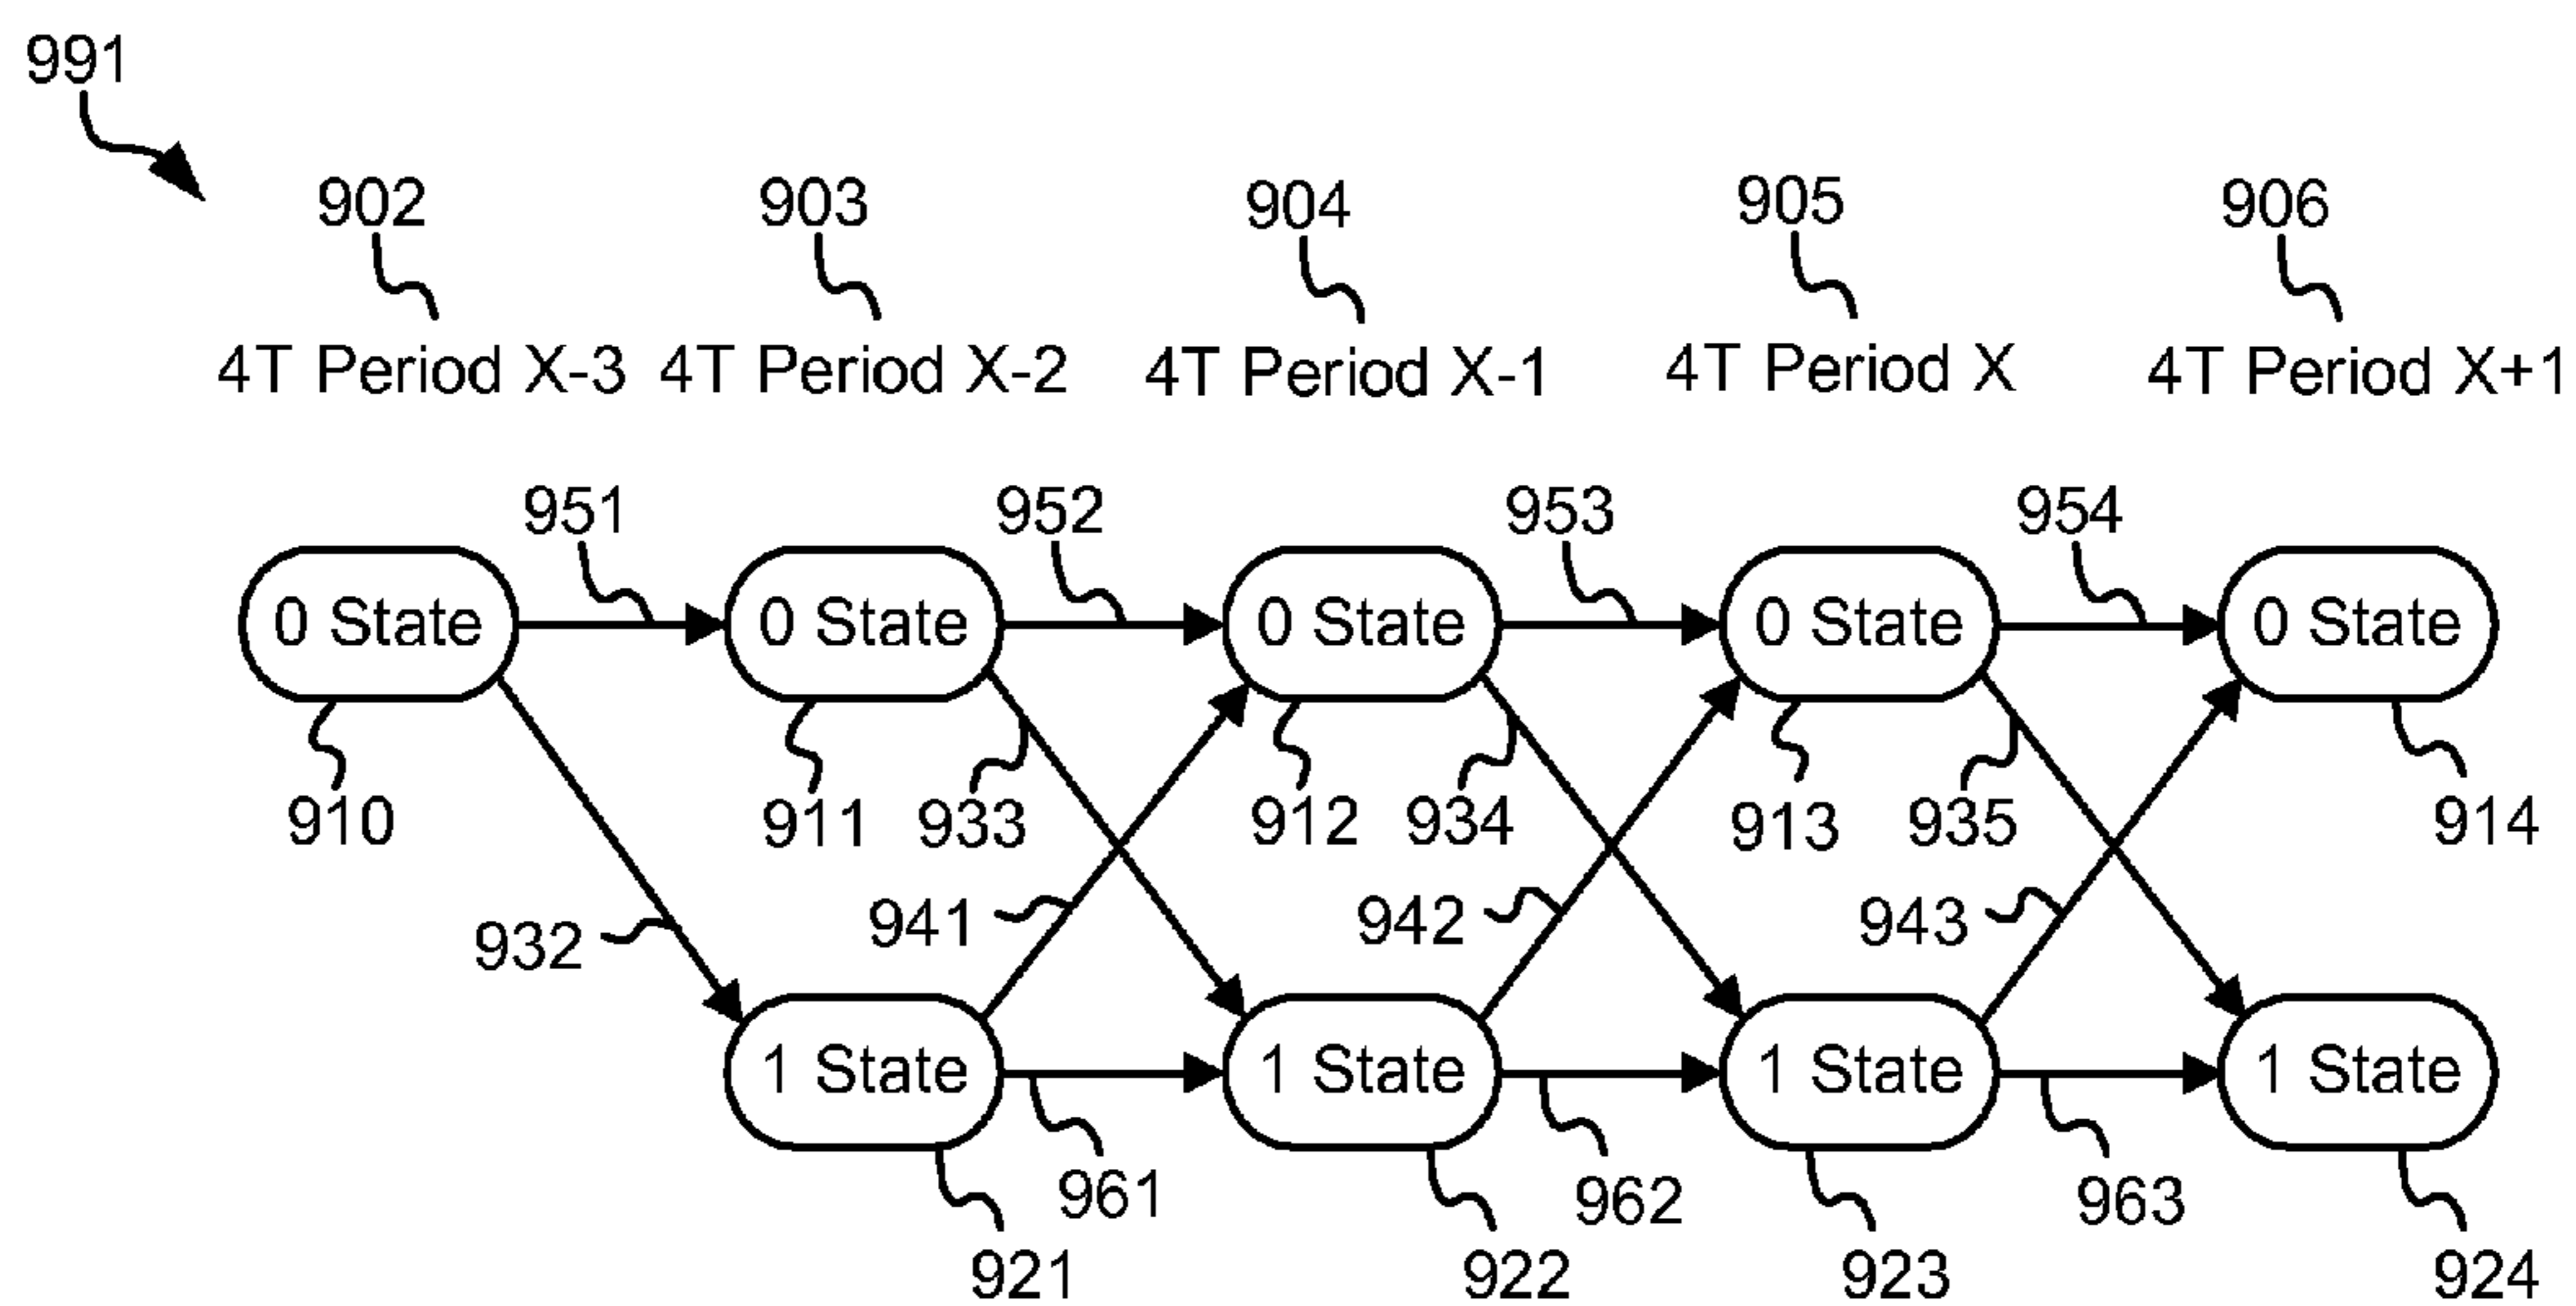 991
902 903 904 905 906
4T Period X-3 4T Period X-2 4T Period X-1 4T Period X 4T Period X+1
951 952 953 954
0 State 0 State 0 State 0 State 0 State
910 911 933 912 934 913 935 914
932 941 942 943
1 State 1 State 1 State 1 State
961 962 963
921 922 923 924